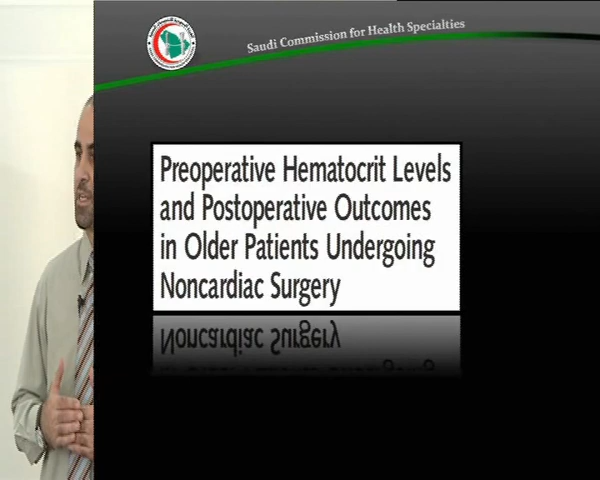 Saudi Commission for Health Specialties
Preoperative Hematocrit Levels
and Postoperative Outcomes
in Older Patients Undergoing
Noncardiac Surgery